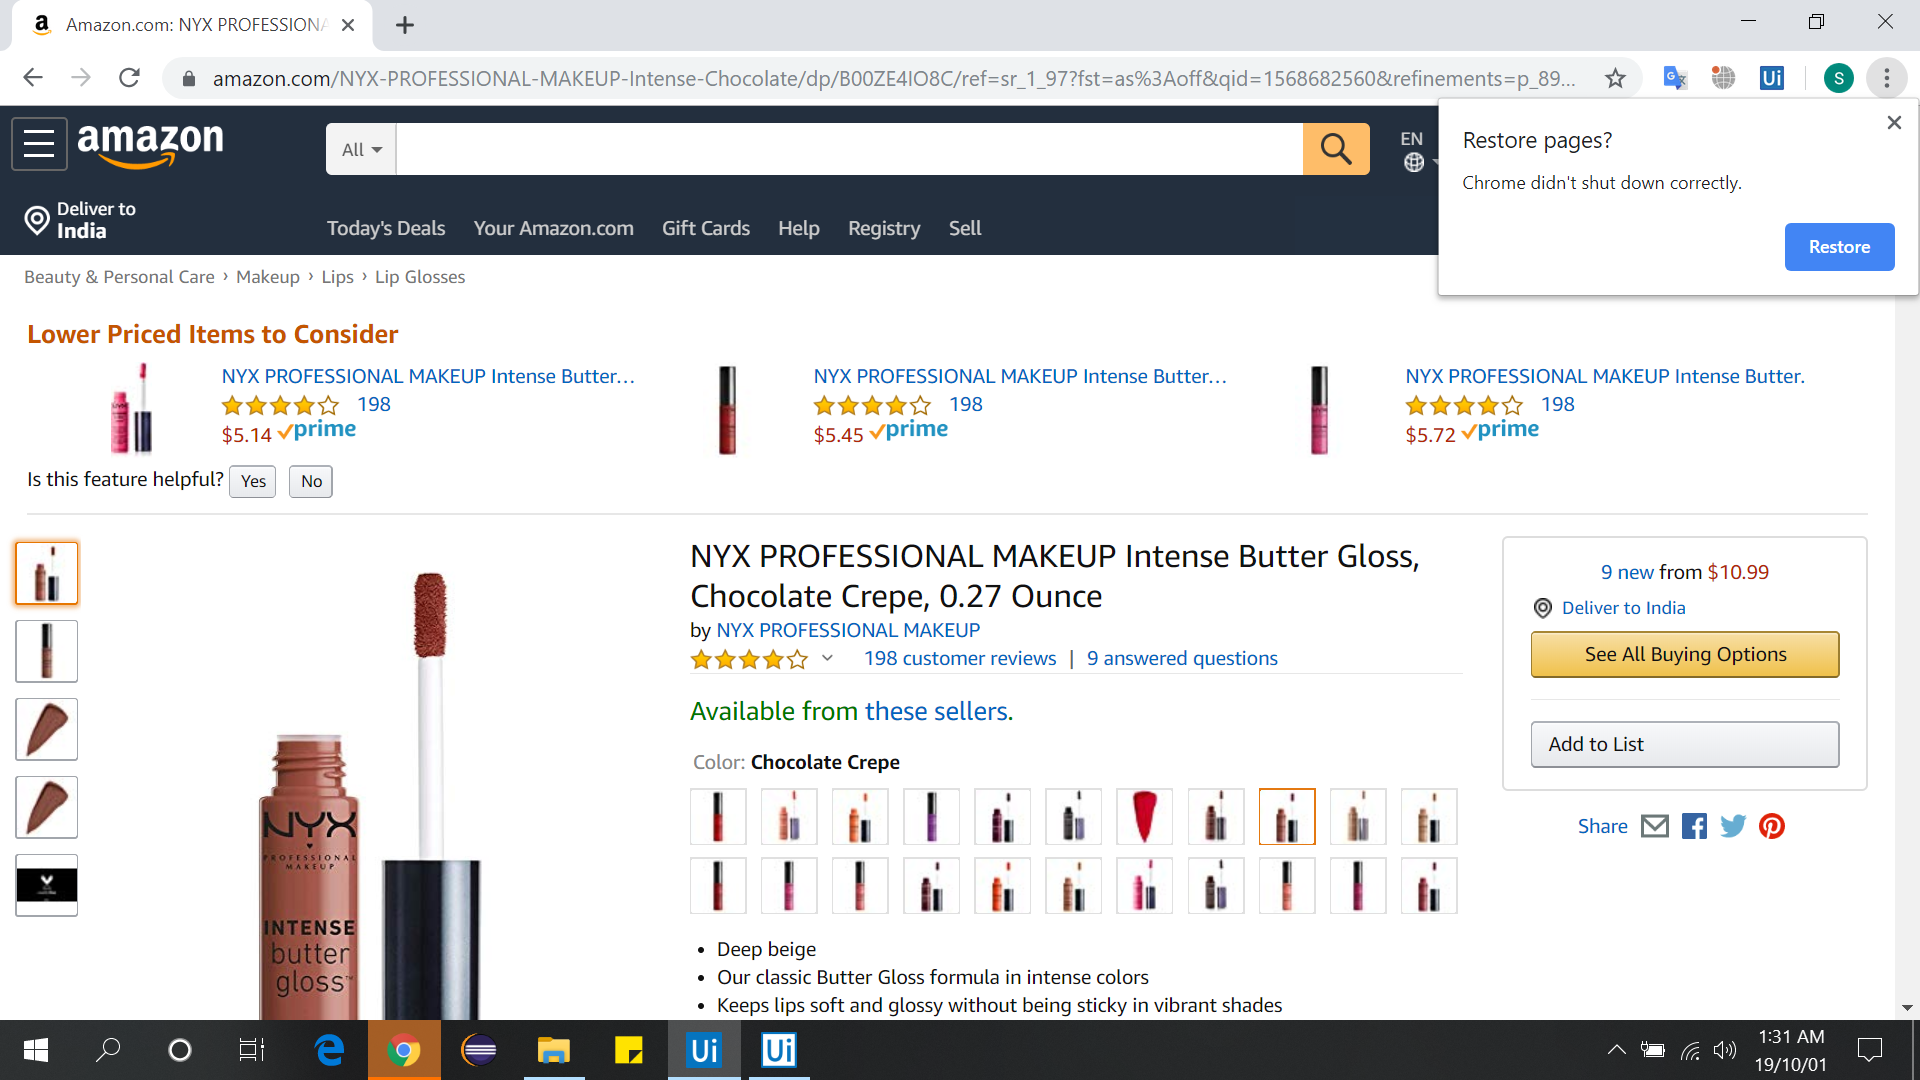 Amazon.com: NYX PROFESSIONA
amazon.com/NYX-PROFESSIONAL-MAKEUP-Intense-Chocolate/dp/B00ZE4IO8C/ref=sr_1_97?fst=as%3Aoff&qid=1568682560&refinements=p_89...
Ui
S
amazon
All
EN
Restore pages?
Chrome didn't shut down correctly.
Restore
Deliver to
India
Today's Deals Your Amazon.com Gift Cards Help Registry Sell
Beauty & Personal Care › Makeup › Lips › Lip Glosses
Lower Priced Items to Consider
NYX PROFESSIONAL MAKEUP Intense Butter...
198
$5.14 prime
NYX PROFESSIONAL MAKEUP Intense Butter...
198
$5.45 prime
NYX PROFESSIONAL MAKEUP Intense Butter.
198
$5.72 prime
Is this feature helpful? Yes No
NYX PROFESSIONAL MAKEUP Intense Butter Gloss,
Chocolate Crepe, 0.27 Ounce
by NYX PROFESSIONAL MAKEUP
198 customer reviews | 9 answered questions
Available from these sellers.
Color: Chocolate Crepe
Deep beige
Our classic Butter Gloss formula in intense colors
Keeps lips soft and glossy without being sticky in vibrant shades
9 new from $10.99
Deliver to India
See All Buying Options
Add to List
Share
NYX
PROFESSIONAL
MAKEUP
INTENSE
butter
gloss™
Ui
Ui
1:31 AM
19/10/01